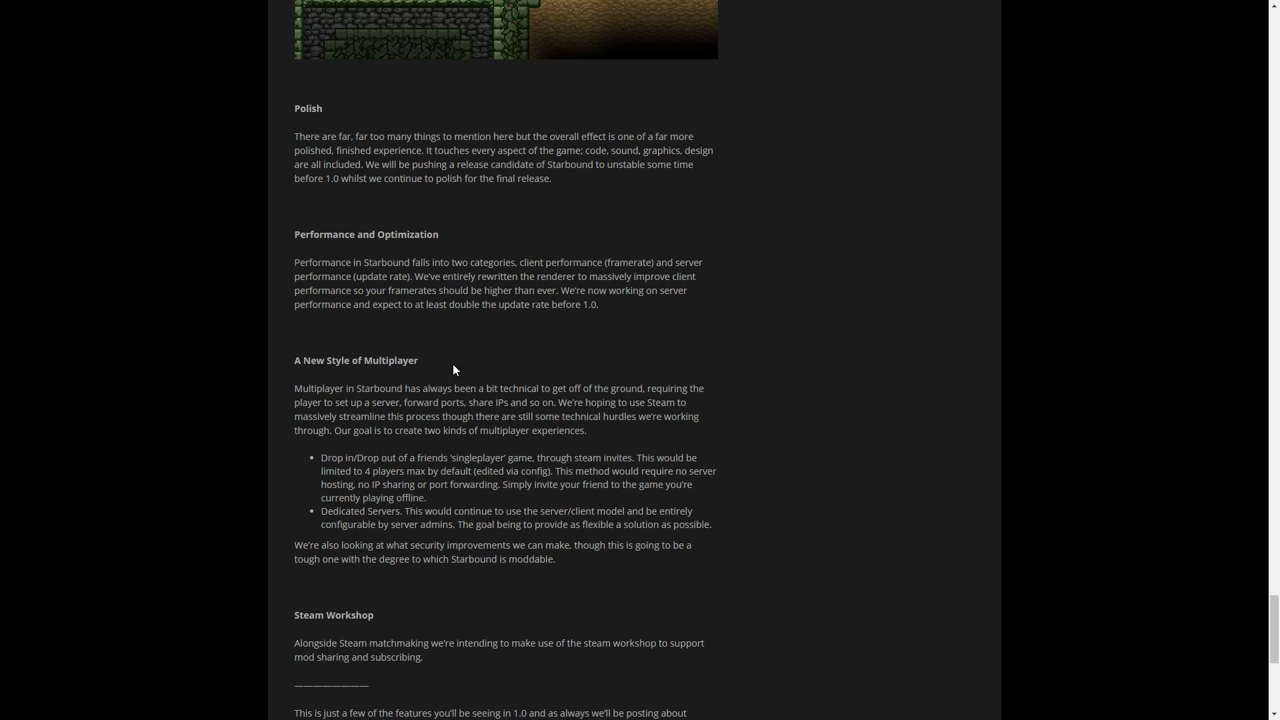 Polish
There are far, far too many things to mention here but the overall effect is one of a far more
polished, finished experience. It touches every aspect of the game; code, sound, graphics, design
are all included. We will be pushing a release candidate of Starbound to unstable some time
before 1.0 whilst we continue to polish for the final release.
Performance and Optimization
Performance in Starbound falls into two categories, client performance (framerate) and server
performance (update rate). We’ve entirely rewritten the renderer to massively improve client
performance so your framerates should be higher than ever. We’re now working on server
performance and expect to at least double the update rate before 1.0.
A New Style of Multiplayer
Multiplayer in Starbound has always been a bit technical to get off of the ground, requiring the
player to set up a server, forward ports, share IPs and so on. We’re hoping to use Steam to
massively streamline this process though there are still some technical hurdles we’re working
through. Our goal is to create two kinds of multiplayer experiences.
• Drop in/Drop out of a friends ‘singleplayer’ game, through steam invites. This would be
limited to 4 players max by default (edited via config). This method would require no server
hosting, no IP sharing or port forwarding. Simply invite your friend to the game you’re
currently playing offline.
• Dedicated Servers. This would continue to use the server/client model and be entirely
configurable by server admins. The goal being to provide as flexible a solution as possible.
We’re also looking at what security improvements we can make, though this is going to be a
tough one with the degree to which Starbound is moddable.
Steam Workshop
Alongside Steam matchmaking we’re intending to make use of the steam workshop to support
mod sharing and subscribing.
————————
This is just a few of the features you’ll be seeing in 1.0 and as always we’ll be posting about